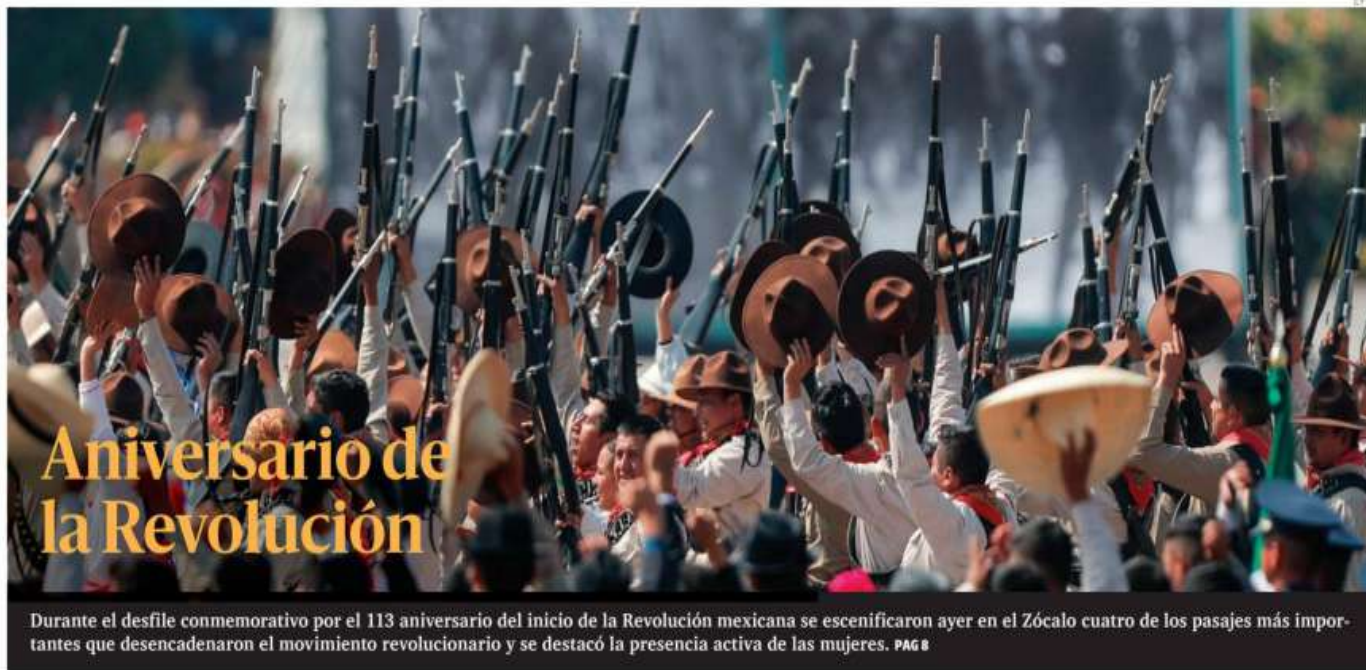 Aniversario de
la Revolución
Durante el desfile conmemorativo por el 113 aniversario del inicio de la Revolución mexicana se escenificaron ayer en el Zócalo cuatro de los pasajes más impor-
tantes que desencadenaron el movimiento revolucionario y se destacó la presencia activa de las mujeres. PAG 8